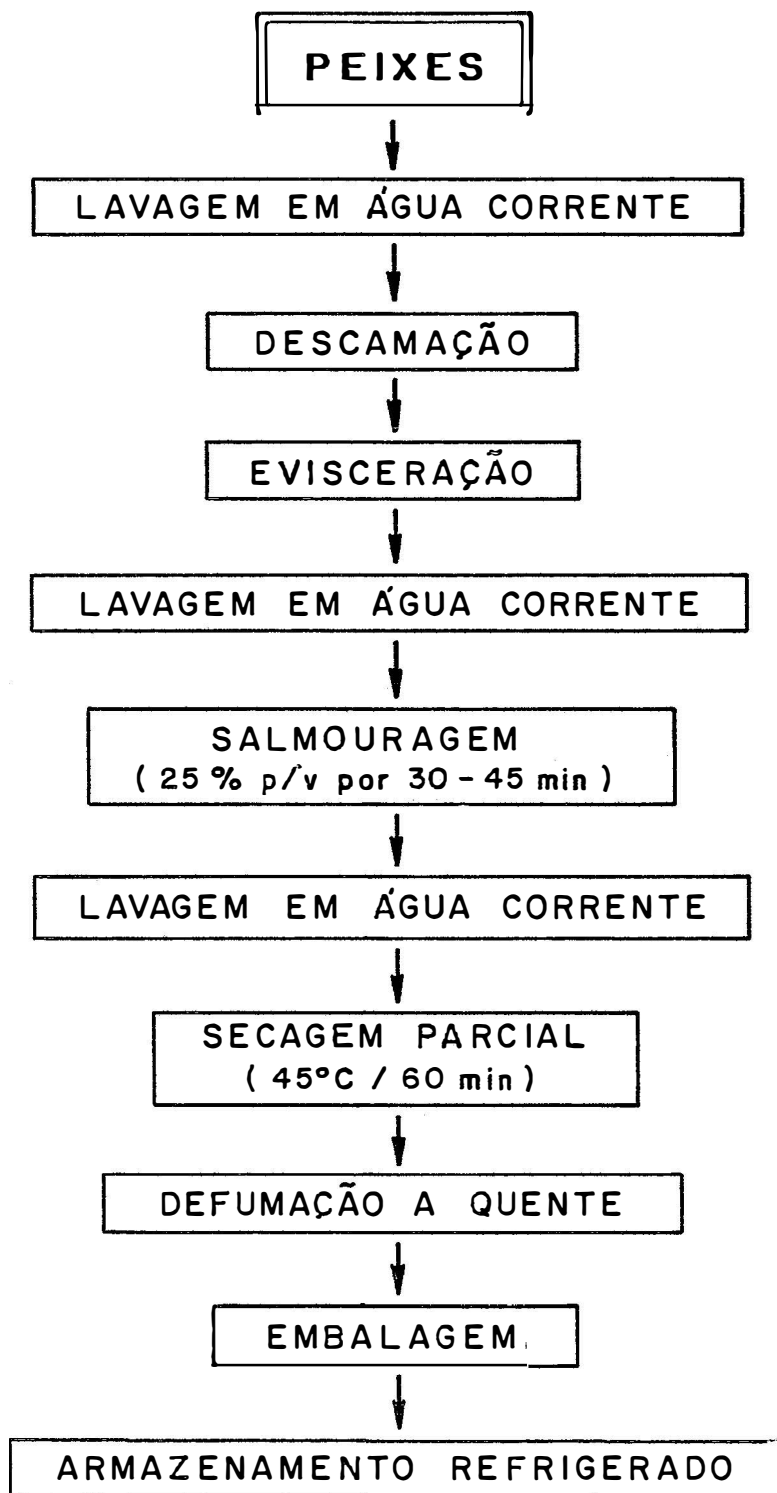 PEIXES
LAVAGEM EM ÁGUA CORRENTE
DESCAMAÇÃO
EVISCERAÇÃO
LAVAGEM EM ÁGUA CORRENTE
SALMOURAGEM
( 25 % p/v por 30 - 45 min )
LAVAGEM EM ÁGUA CORRENTE
SECAGEM PARCIAL
( 45°C / 60 min )
DEFUMAÇÃO A QUENTE
EMBALAGEM
ARMAZENAMENTO REFRIGERADO